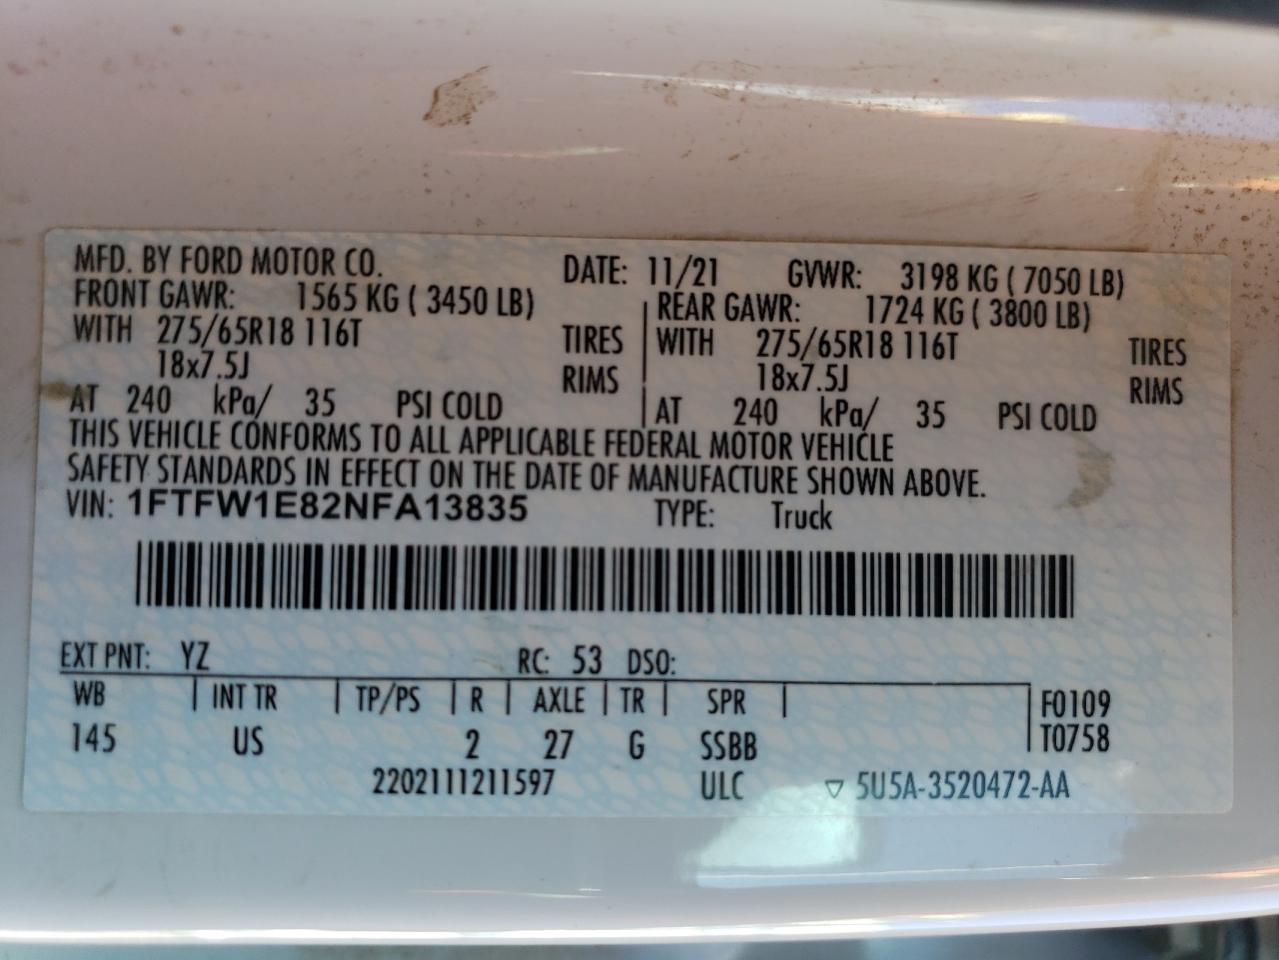 MFD. BY FORD MOTOR CO. DATE: 11/21 GVWR: 3198 KG ( 7050 LB)
FRONT GAWR: 1565 KG ( 3450 LB) REAR GAWR: 1724 KG ( 3800 LB)
WITH 275/65R18 116T TIRES WITH 275/65R18 116T TIRES
18x7.5J RIMS 18x7.5J RIMS
AT 240 kPa/ 35 PSI COLD AT 240 kPa/ 35 PSI COLD
THIS VEHICLE CONFORMS TO ALL APPLICABLE FEDERAL MOTOR VEHICLE
SAFETY STANDARDS IN EFFECT ON THE DATE OF MANUFACTURE SHOWN ABOVE.
VIN: 1FTFW1E82NFA13835 TYPE: Truck
EXT PNT: YZ RC: 53 DSO:
WB INT TR TP/PS R AXLE TR SPR F0109
145 US 2 27 G SSBB T0758
2202111211597 ULC ▽ 5U5A-3520472-AA